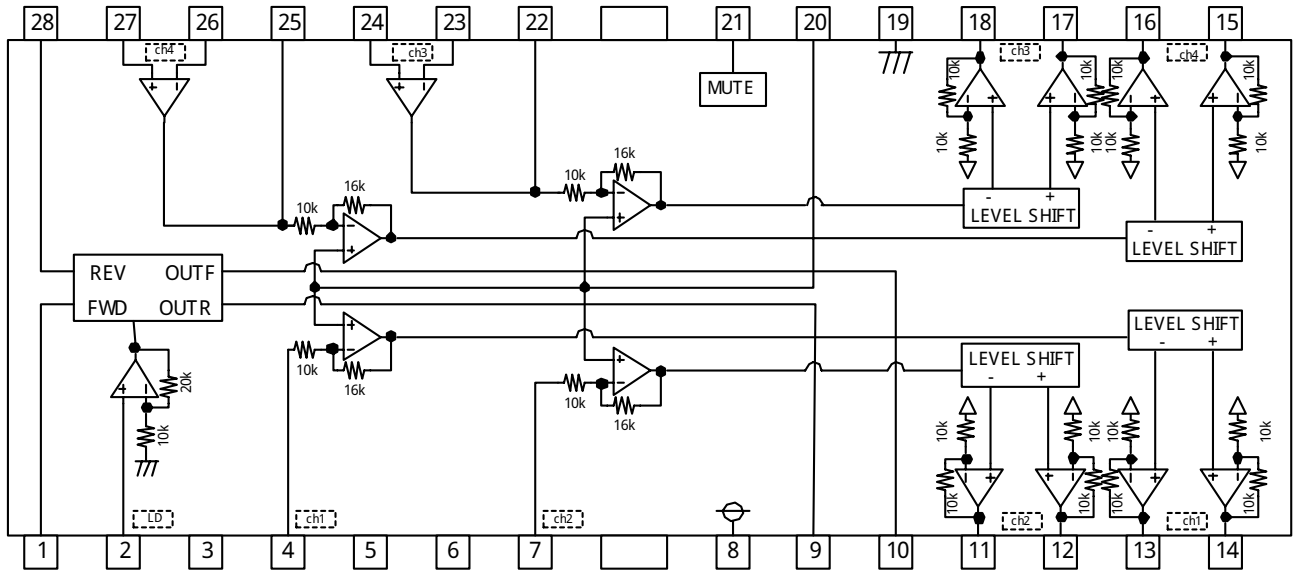 28 27 26 25 24 23 22 21 20 19 18 17 16 15
ch4 ch3 ch3 ch4
MUTE
+ - + - - + + - - + + -
10k 10k 10k 10k
10k 10k 10k 10k
16k
10k
16k
10k
- +
LEVEL SHIFT
- +
LEVEL SHIFT
REV OUTF
FWD OUTR
LEVEL SHIFT
- +
LEVEL SHIFT
- +
10k
16k
10k
16k
20k
10k
+ -
10k 10k 10k 10k
10k 10k 10k 10k
- + + - - + + -
LD ch1 ch2 ch2 ch1
1 2 3 4 5 6 7 8 9 10 11 12 13 14